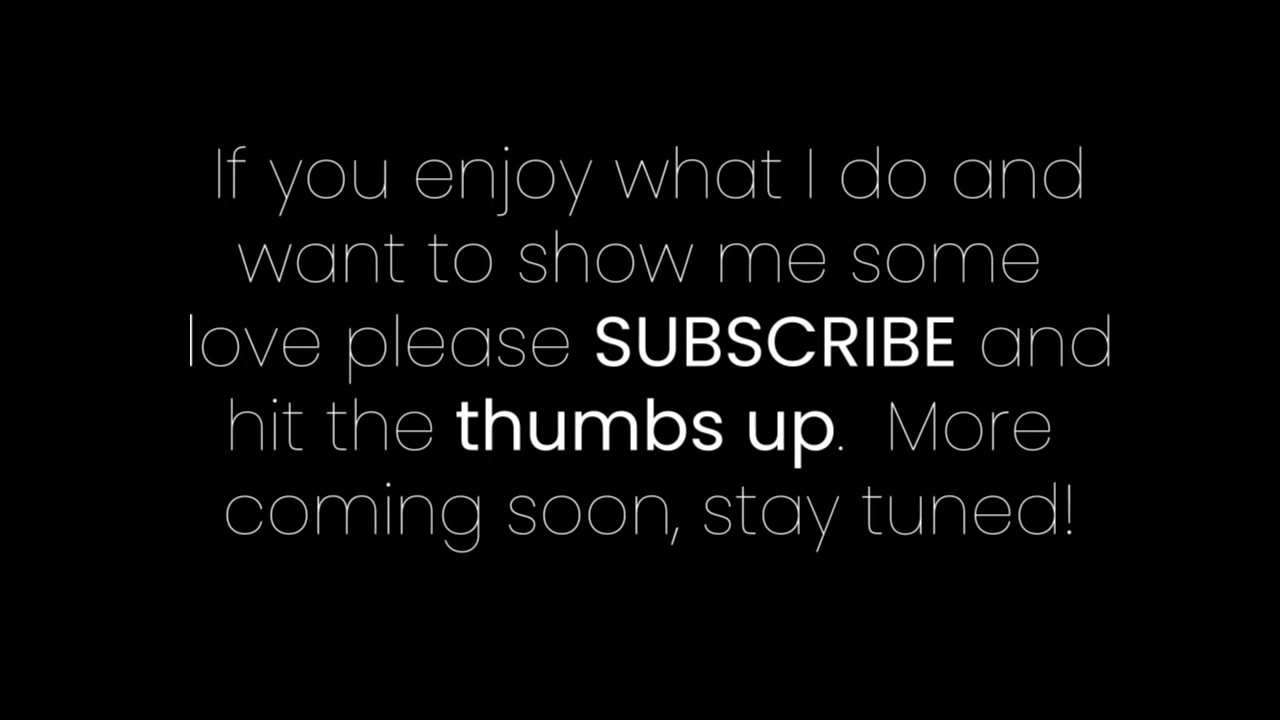 If you enjoy what I do and
want to show me some
love please SUBSCRIBE and
hit the thumbs up.  More
coming soon, stay tuned!